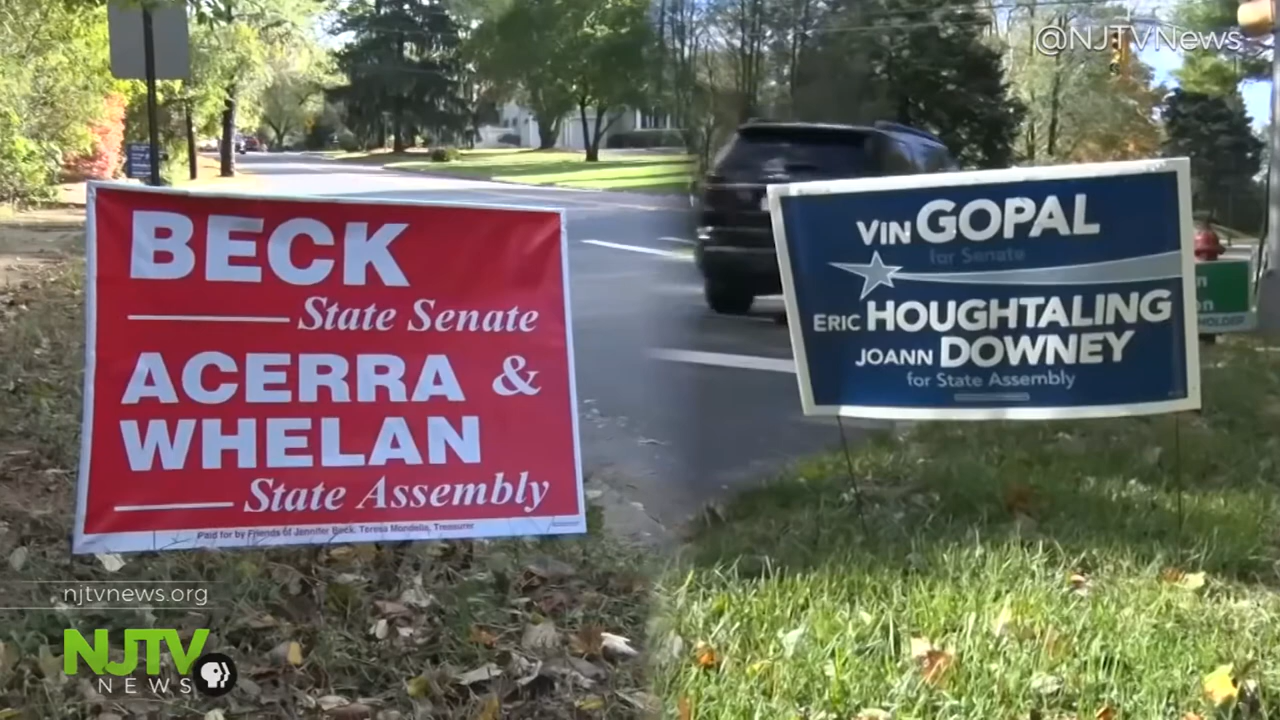 @NJTVNews
BECK
State Senate
ACERRA &
WHELAN
State Assembly
Paid for by Friends of Jennifer Beck, Teresa Mondella, Treasurer
VIN GOPAL
for Senate
ERIC HOUGHTALING
JOANN DOWNEY
for State Assembly
njtvnews.org
NJTV
NEWS
PBS